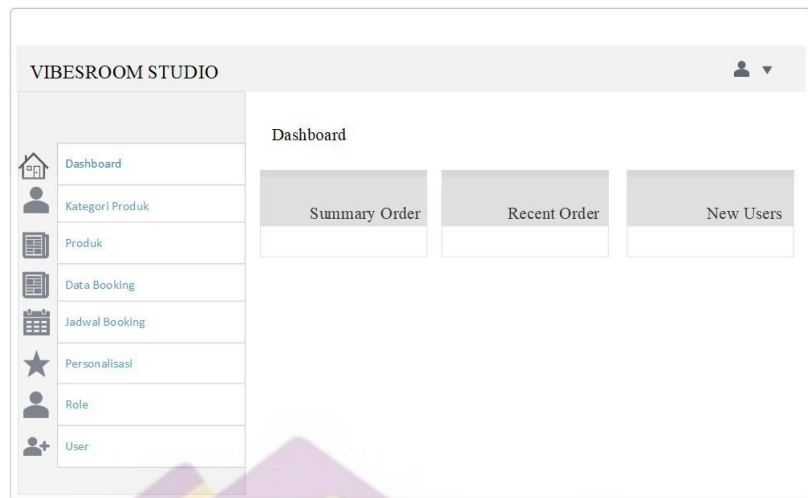 VIBESROOM STUDIO
Dashboard
Dashboard
Kategori Produk
Produk
Data Booking
Jadwal Booking
Personalisasi
Role
User
Summary Order
Recent Order
New Users